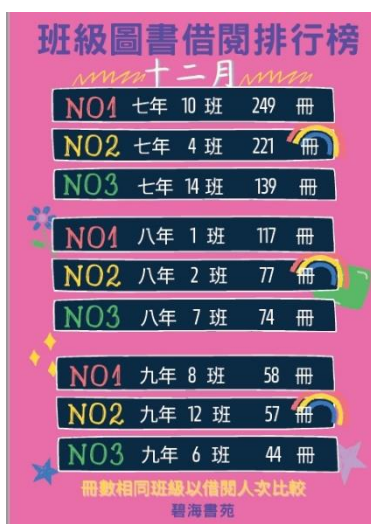 班級圖書借閱排行榜
十二月
NO1 七年 10 班 249 冊
NO2 七年 4 班 221 冊
NO3 七年 14 班 139 冊
NO1 八年 1 班 117 冊
NO2 八年 2 班 77 冊
NO3 八年 7 班 74 冊
NO1 九年 8 班 58 冊
NO2 九年 12 班 57 冊
NO3 九年 6 班 44 冊
冊數相同班級以借閱人次比較
碧海書苑